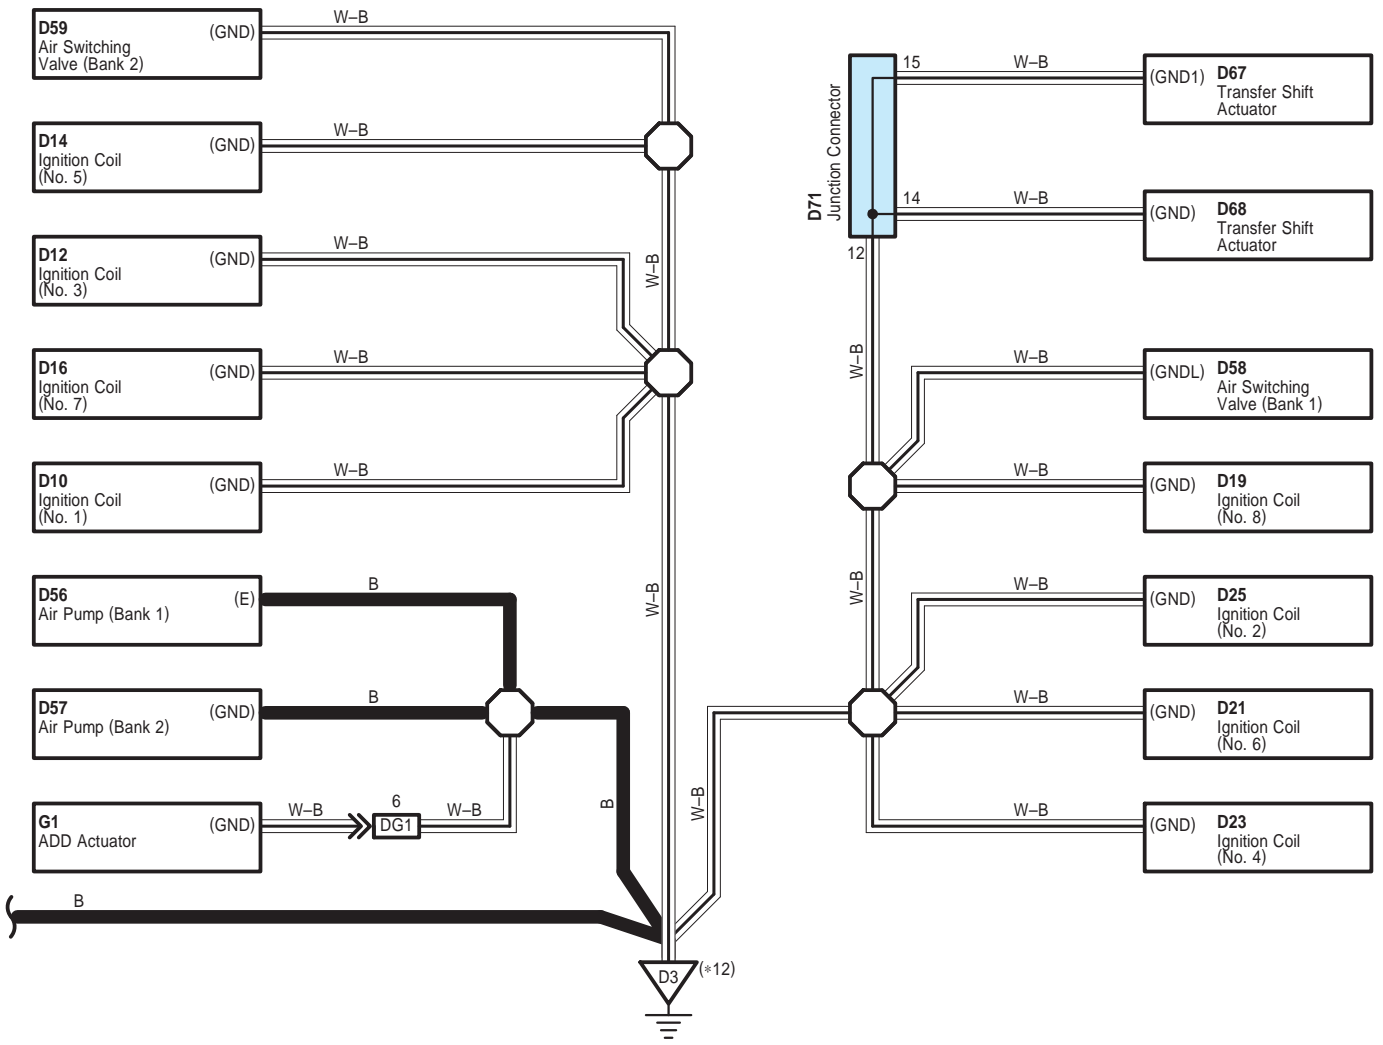 D59
Air Switching
Valve (Bank 2)
(GND)
W–B
D14
Ignition Coil
(No. 5)
(GND)
W–B
D12
Ignition Coil
(No. 3)
(GND)
W–B
W–B
D16
Ignition Coil
(No. 7)
(GND)
W–B
D10
Ignition Coil
(No. 1)
(GND)
W–B
D56
Air Pump (Bank 1)
(E)
B
W–B
D57
Air Pump (Bank 2)
(GND)
B
G1
ADD Actuator
(GND)
W–B
6
DG1
W–B
B
W–B
B
D3
(*12)
D71
Junction Connector
15
W–B
(GND1)
D67
Transfer Shift
Actuator
14
W–B
(GND)
D68
Transfer Shift
Actuator
12
W–B
W–B
(GNDL)
D58
Air Switching
Valve (Bank 1)
W–B
(GND)
D19
Ignition Coil
(No. 8)
W–B
W–B
(GND)
D25
Ignition Coil
(No. 2)
W–B
(GND)
D21
Ignition Coil
(No. 6)
W–B
(GND)
D23
Ignition Coil
(No. 4)